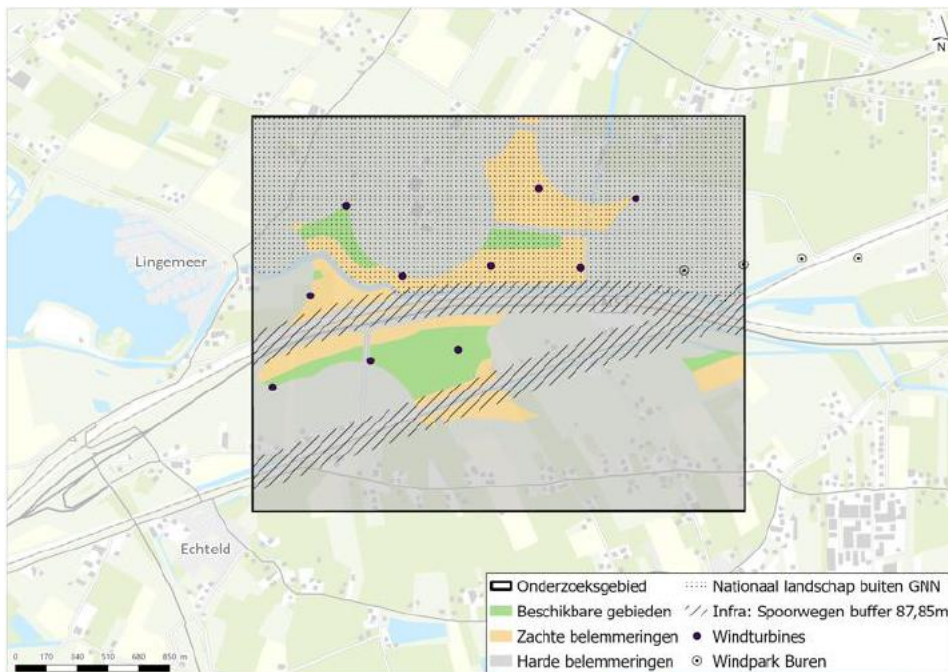 N
Lingemeer
Echteld
Onderzoeksgebied
Beschikbare gebieden
Zachte belemmeringen
Harde belemmeringen
Nationaal landschap buiten GNN
Infra: Spoorwegen buffer 87,85m
Windturbines
Windpark Buren
0 170 340 510 680 850 m